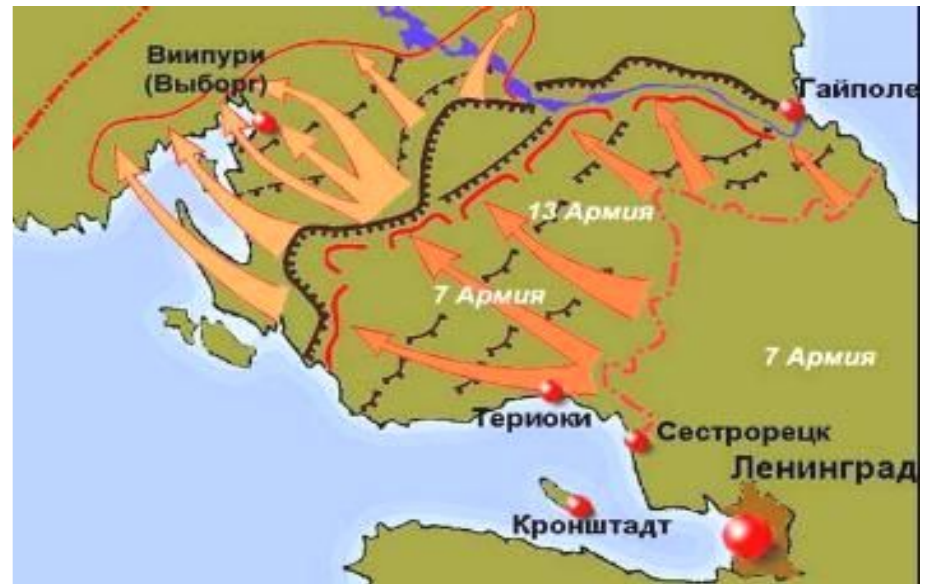 Виипури
(Выборг)
Гайполе
13 Армия
7 Армия
7 Армия
Териоки
Сестрорецк
Ленинград
Кронштадт